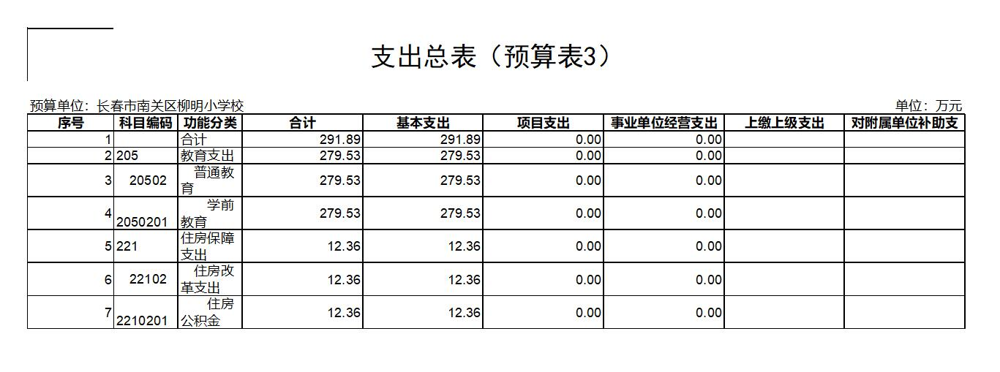 支出总表（预算表3）
预算单位：长春市南关区柳明小学校 单位：万元
序号 科目编码 功能分类 合计 基本支出 项目支出 事业单位经营支出 上缴上级支出 对附属单位补助支
1 合计 291.89 291.89 0.00 0.00
2 205 教育支出 279.53 279.53 0.00 0.00
3 20502 普通教育 279.53 279.53 0.00 0.00
4 2050201 学前教育 279.53 279.53 0.00 0.00
5 221 住房保障支出 12.36 12.36 0.00 0.00
6 22102 住房改革支出 12.36 12.36 0.00 0.00
7 2210201 住房公积金 12.36 12.36 0.00 0.00